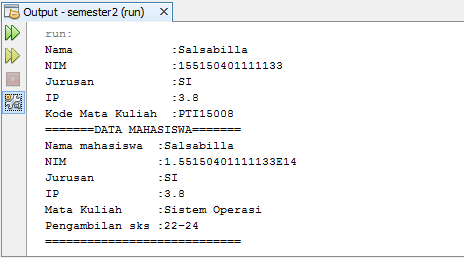 Output - semester2 (run)
run:
Nama :Salsabilla
NIM :155150401111133
Jurusan :SI
IP :3.8
Kode Mata Kuliah :PTI15008
=======DATA MAHASISWA=======
Nama mahasiswa :Salsabilla
NIM :1.55150401111133E14
Jurusan :SI
IP :3.8
Mata Kuliah :Sistem Operasi
Pengambilan sks :22-24
============================